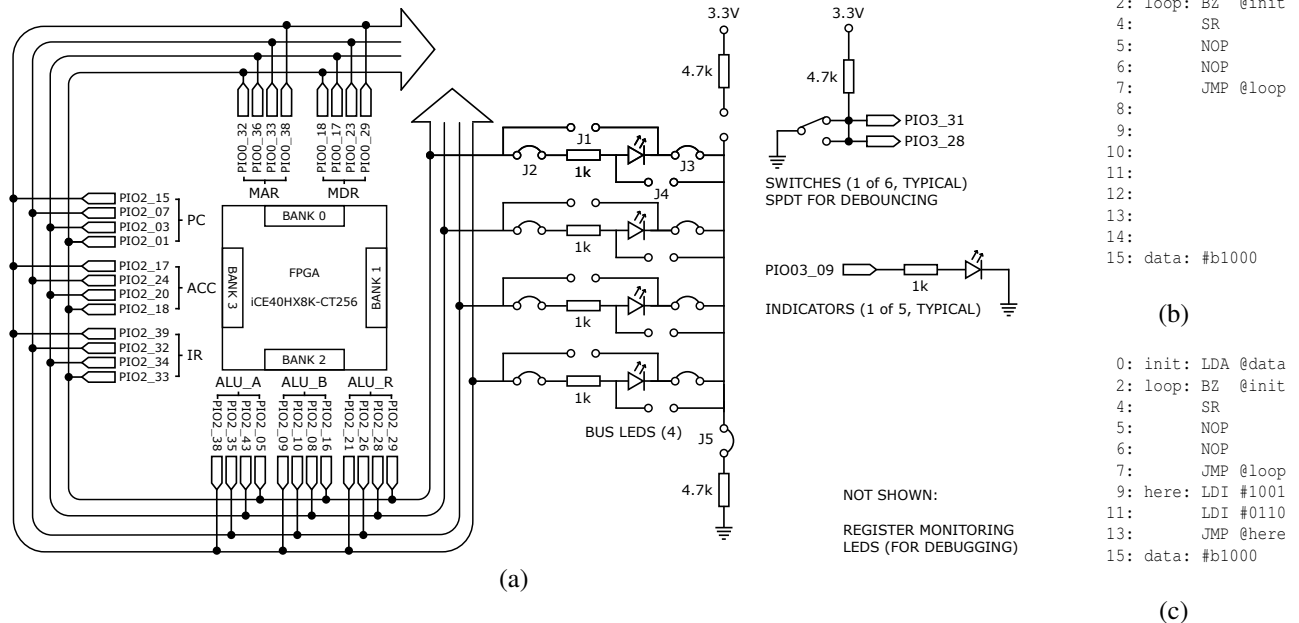 3.3V
4.7k
J1
J2
1k
J3
J4
1k
1k
1k
BUS LEDS (4)
J5
4.7k
PIO0_32
PIO0_36
PIO0_33
PIO0_38
MAR
PIO0_18
PIO0_17
PIO0_23
PIO0_29
MDR
PIO2_15
PIO2_07
PIO2_03
PIO2_01
PC
PIO2_17
PIO2_24
PIO2_20
PIO2_18
ACC
PIO2_39
PIO2_32
PIO2_34
PIO2_33
IR
BANK 0
BANK 3
FPGA
iCE40HX8K-CT256
BANK 1
BANK 2
ALU_A
ALU_B
ALU_R
PIO2_38
PIO2_35
PIO2_43
PIO2_05
PIO2_09
PIO2_10
PIO2_08
PIO2_16
PIO2_21
PIO2_26
PIO2_28
PIO2_29
3.3V
4.7k
PIO3_31
PIO3_28
SWITCHES (1 of 6, TYPICAL)
SPDT FOR DEBOUNCING
PIO03_09
1k
INDICATORS (1 of 5, TYPICAL)
NOT SHOWN:
REGISTER MONITORING
LEDS (FOR DEBUGGING)
(a)
2: loop: BZ @init
4: SR
5: NOP
6: NOP
7: JMP @loop
8:
9:
10:
11:
12:
13:
14:
15: data: #b1000
(b)
0: init: LDA @data
2: loop: BZ @init
4: SR
5: NOP
6: NOP
7: JMP @loop
9: here: LDI #1001
11: LDI #0110
13: JMP @here
15: data: #b1000
(c)